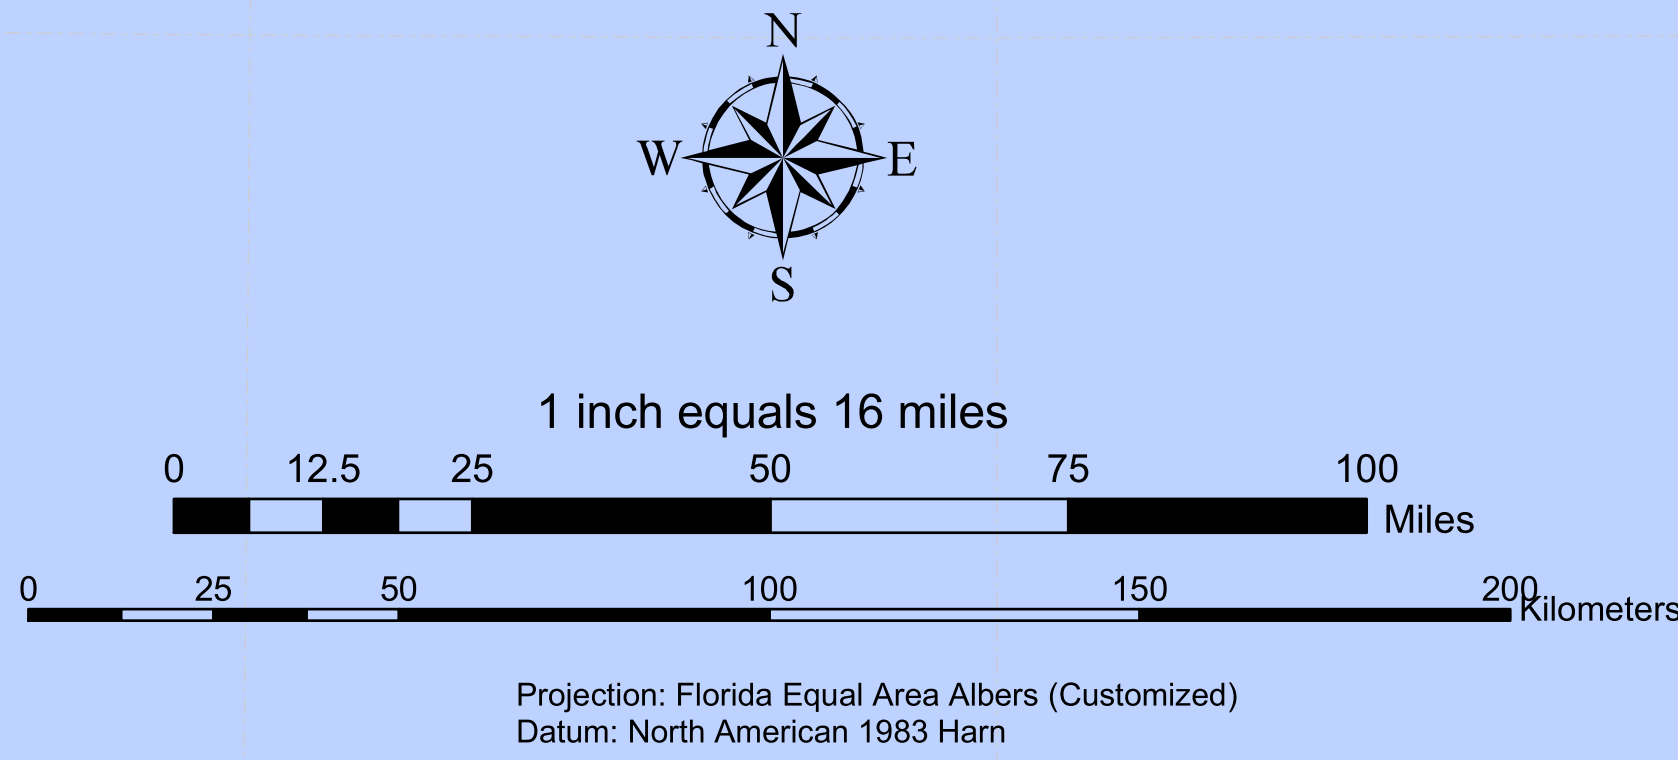 N
W E
S
1 inch equals 16 miles
0 12.5 25 50 75 100
Miles
0 25 50 100 150 200
Kilometers
Projection: Florida Equal Area Albers (Customized)
Datum: North American 1983 Harn